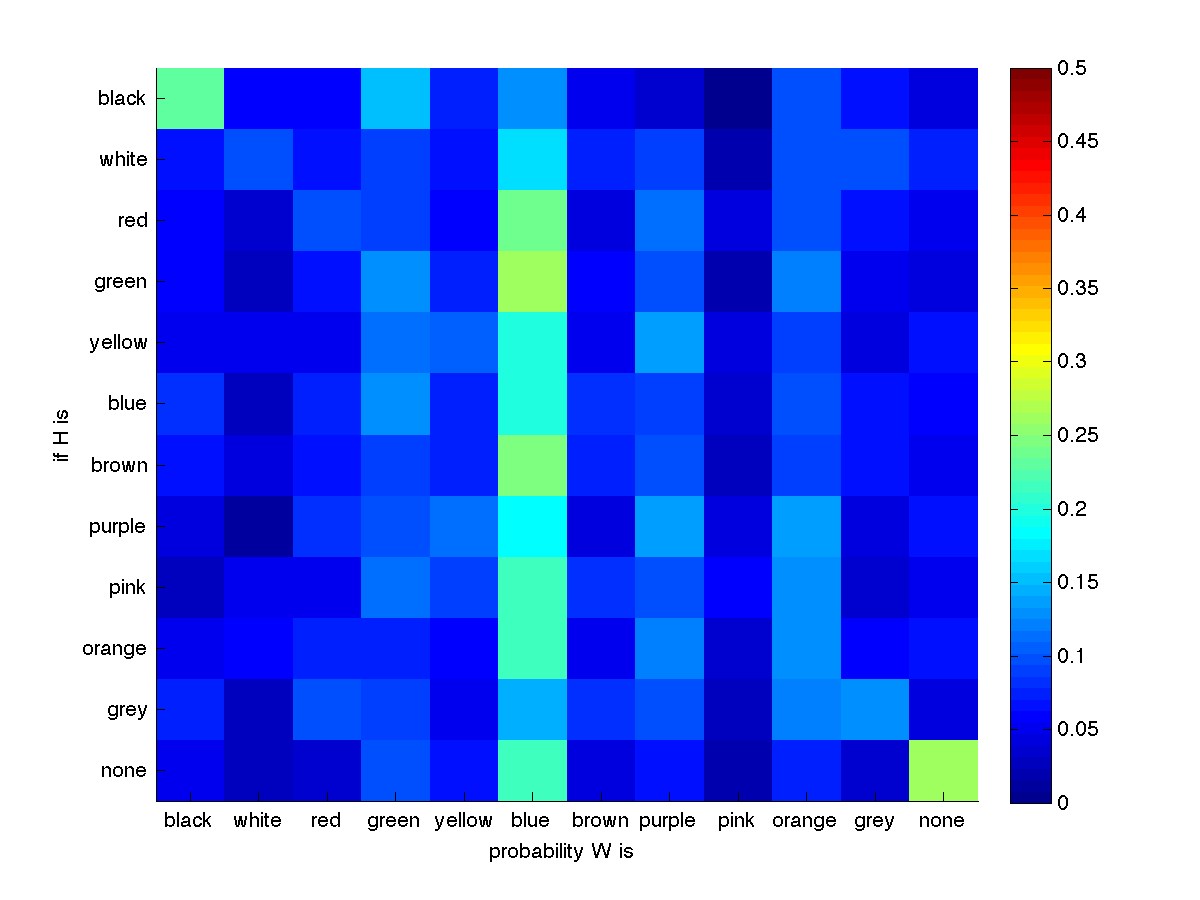 black
white
red
green
yellow
blue
brown
purple
pink
orange
grey
none
if H is
black white red green yellow blue brown purple pink orange grey none
probability W is
0.5
0.45
0.4
0.35
0.3
0.25
0.2
0.15
0.1
0.05
0